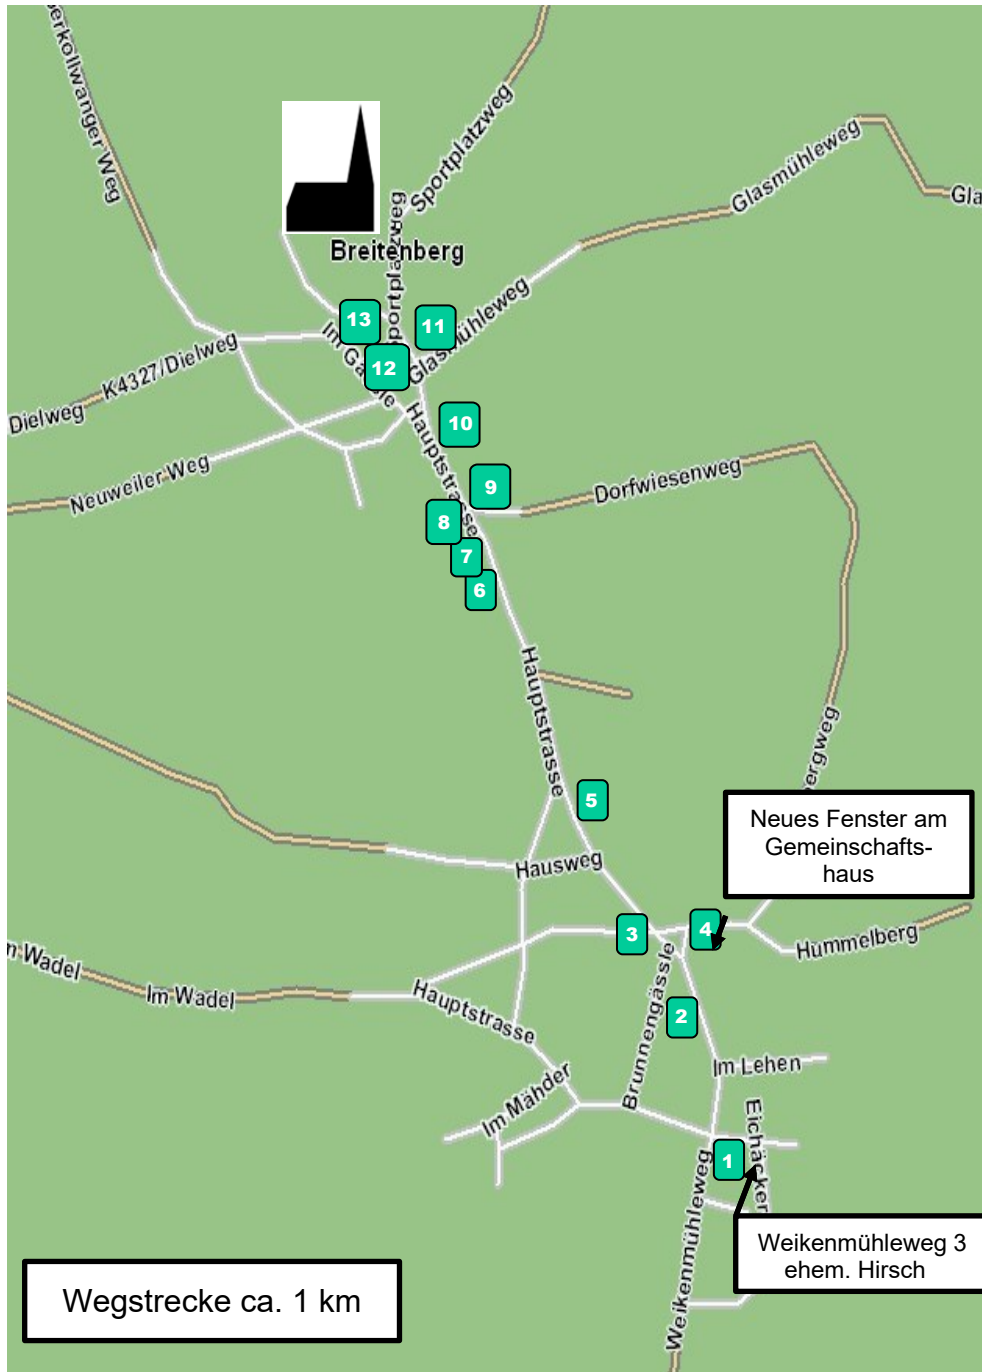 erkollwanger Weg
Sportplatzweg
Glasmühleweg
Gla
Breitenberg
Sportplatzweg
Glasmühleweg
13
11
12
K4327/Dielweg
Dielweg
Hauptstrasse
10
Neuweiler Weg
9
Dorfwiesenweg
8
7
6
Hauptstrasse
5
ergweg
Neues Fenster am
Gemeinschafts-
haus
Hausweg
3
4
Hummelberg
n Wadel
Im Wadel
Hauptstrasse
Brunnengässle
2
Im Lehen
Im Mähder
Eichäcker
1
Weikenmühleweg
Weikenmühleweg 3
ehem. Hirsch
Wegstrecke ca. 1 km